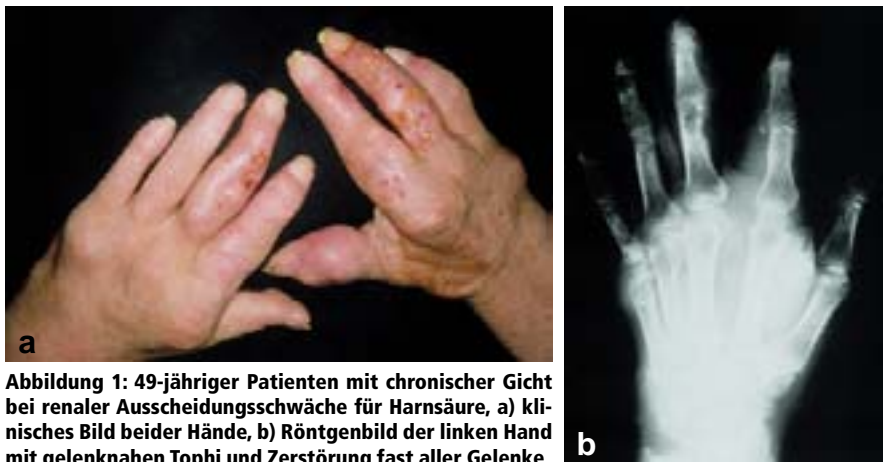 a
Abbildung 1: 49-jähriger Patienten mit chronischer Gicht
bei renaler Ausscheidungsschwäche für Harnsäure, a) kli-
nisches Bild beider Hände, b) Röntgenbild der linken Hand
mit gelenknahen Tophi und Zerstörung fast aller Gelenke
b